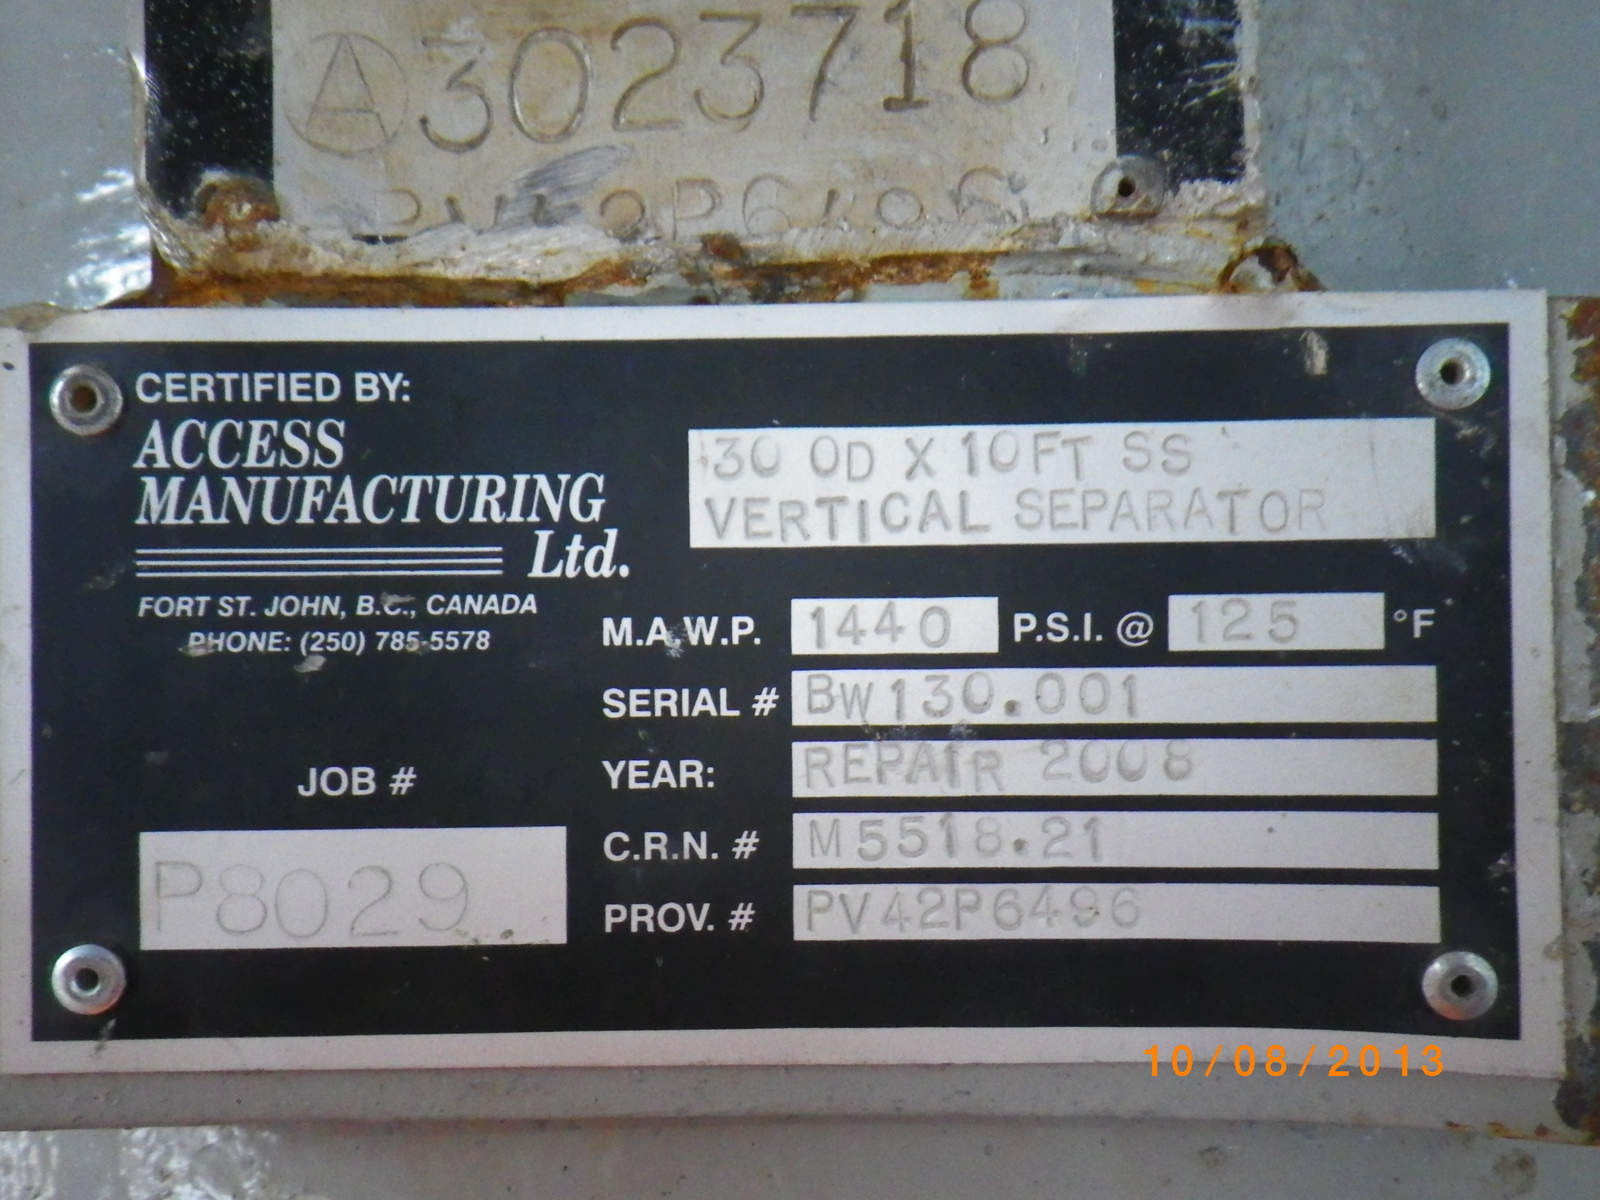 A 3023718
CERTIFIED BY:
ACCESS
MANUFACTURING
Ltd.
FORT ST. JOHN, B.C., CANADA
PHONE: (250) 785-5578
30 OD X 10FT SS
VERTICAL SEPARATOR
M.A.W.P. 1440 P.S.I. @ 125 °F
SERIAL # BW130.001
YEAR: REPAIR 2008
C.R.N. # M5518.21
PROV. # PV42P6496
JOB #
P8029
10/08/2013